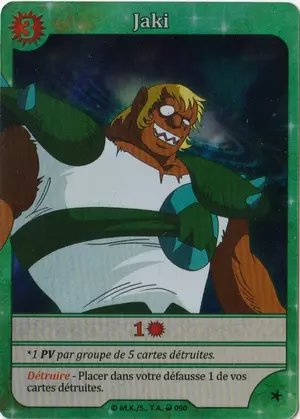 3
Jaki
1
*1 PV par groupe de 5 cartes détruites.
Détruire - Placer dans votre défausse 1 de vos
cartes détruites.
*
© M.K./S., T.A. 090